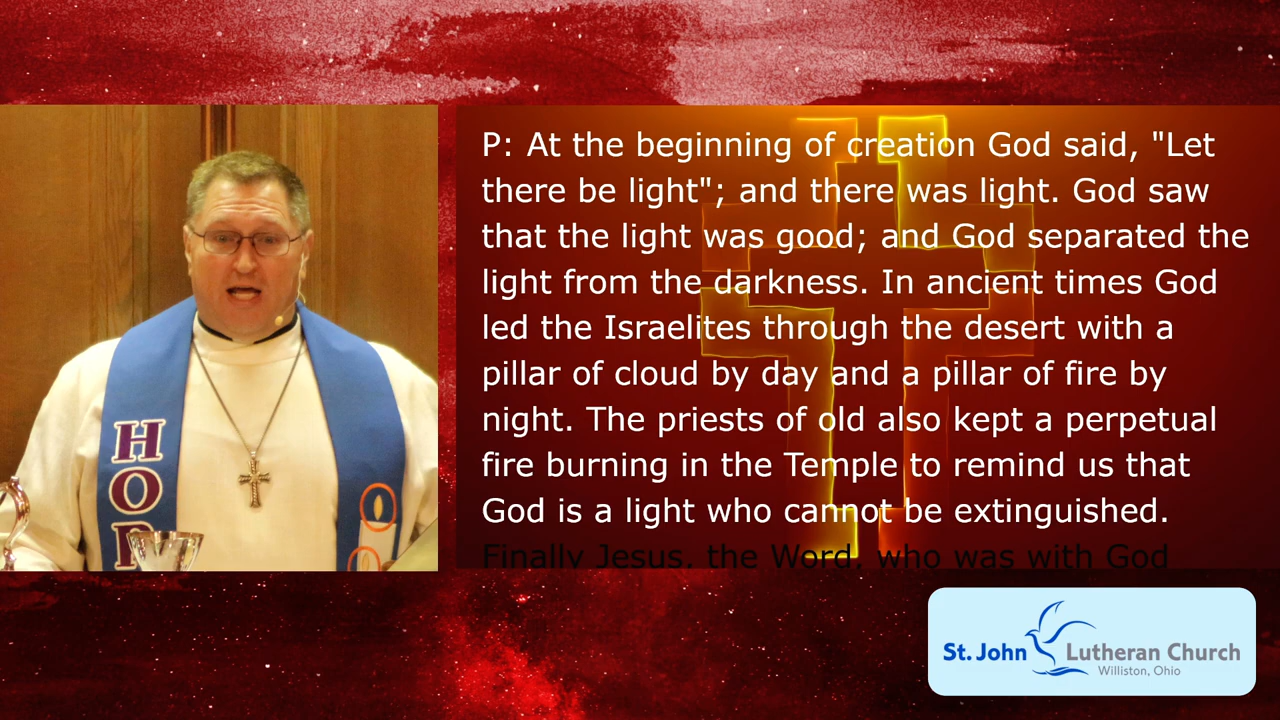 P: At the beginning of creation God said, "Let
there be light"; and there was light. God saw
that the light was good; and God separated the
light from the darkness. In ancient times God
led the Israelites through the desert with a
pillar of cloud by day and a pillar of fire by
night. The priests of old also kept a perpetual
fire burning in the Temple to remind us that
God is a light who cannot be extinguished.
Finally Jesus, the Word, who was with God
HOP
St. John Lutheran Church
Williston, Ohio